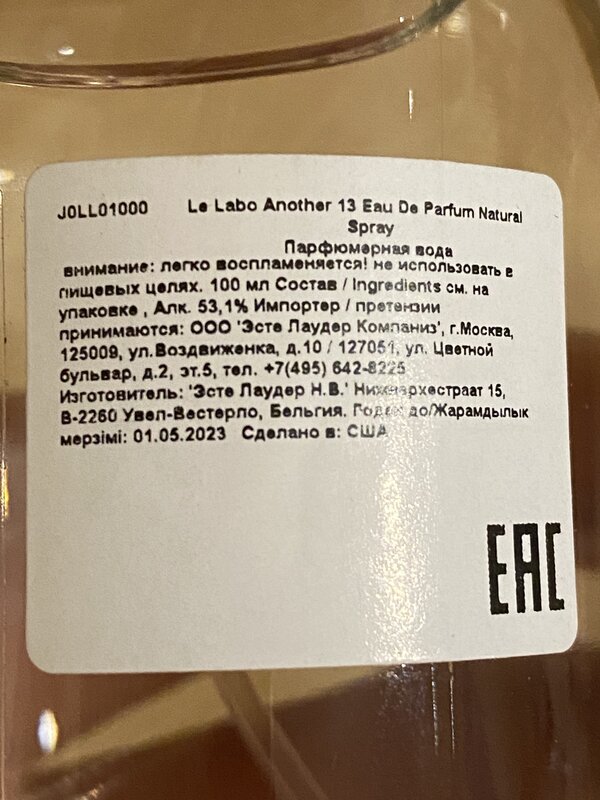 J0LL01000 Le Labo Another 13 Eau De Parfum Natural
Spray
Парфюмерная вода
внимание: легко воспламеняется! не использовать в
пищевых целях. 100 мл Состав / Ingredients см. на
упаковке , Алк. 53,1% Импортер / претензии
принимаются: ООО 'Эсте Лаудер Компаниз', г.Москва,
125009, ул.Воздвиженка, д.10 / 127051, ул. Цветной
бульвар, д.2, эт.5, тел. +7(495) 642-8225
Изготовитель: 'Эсте Лаудер Н.В.' Нижнерхестраат 15,
B-2260 Увел-Вестерло, Бельгия. Годен до/Жарамдылық
мерзімі: 01.05.2023 Сделано в: США
EAC